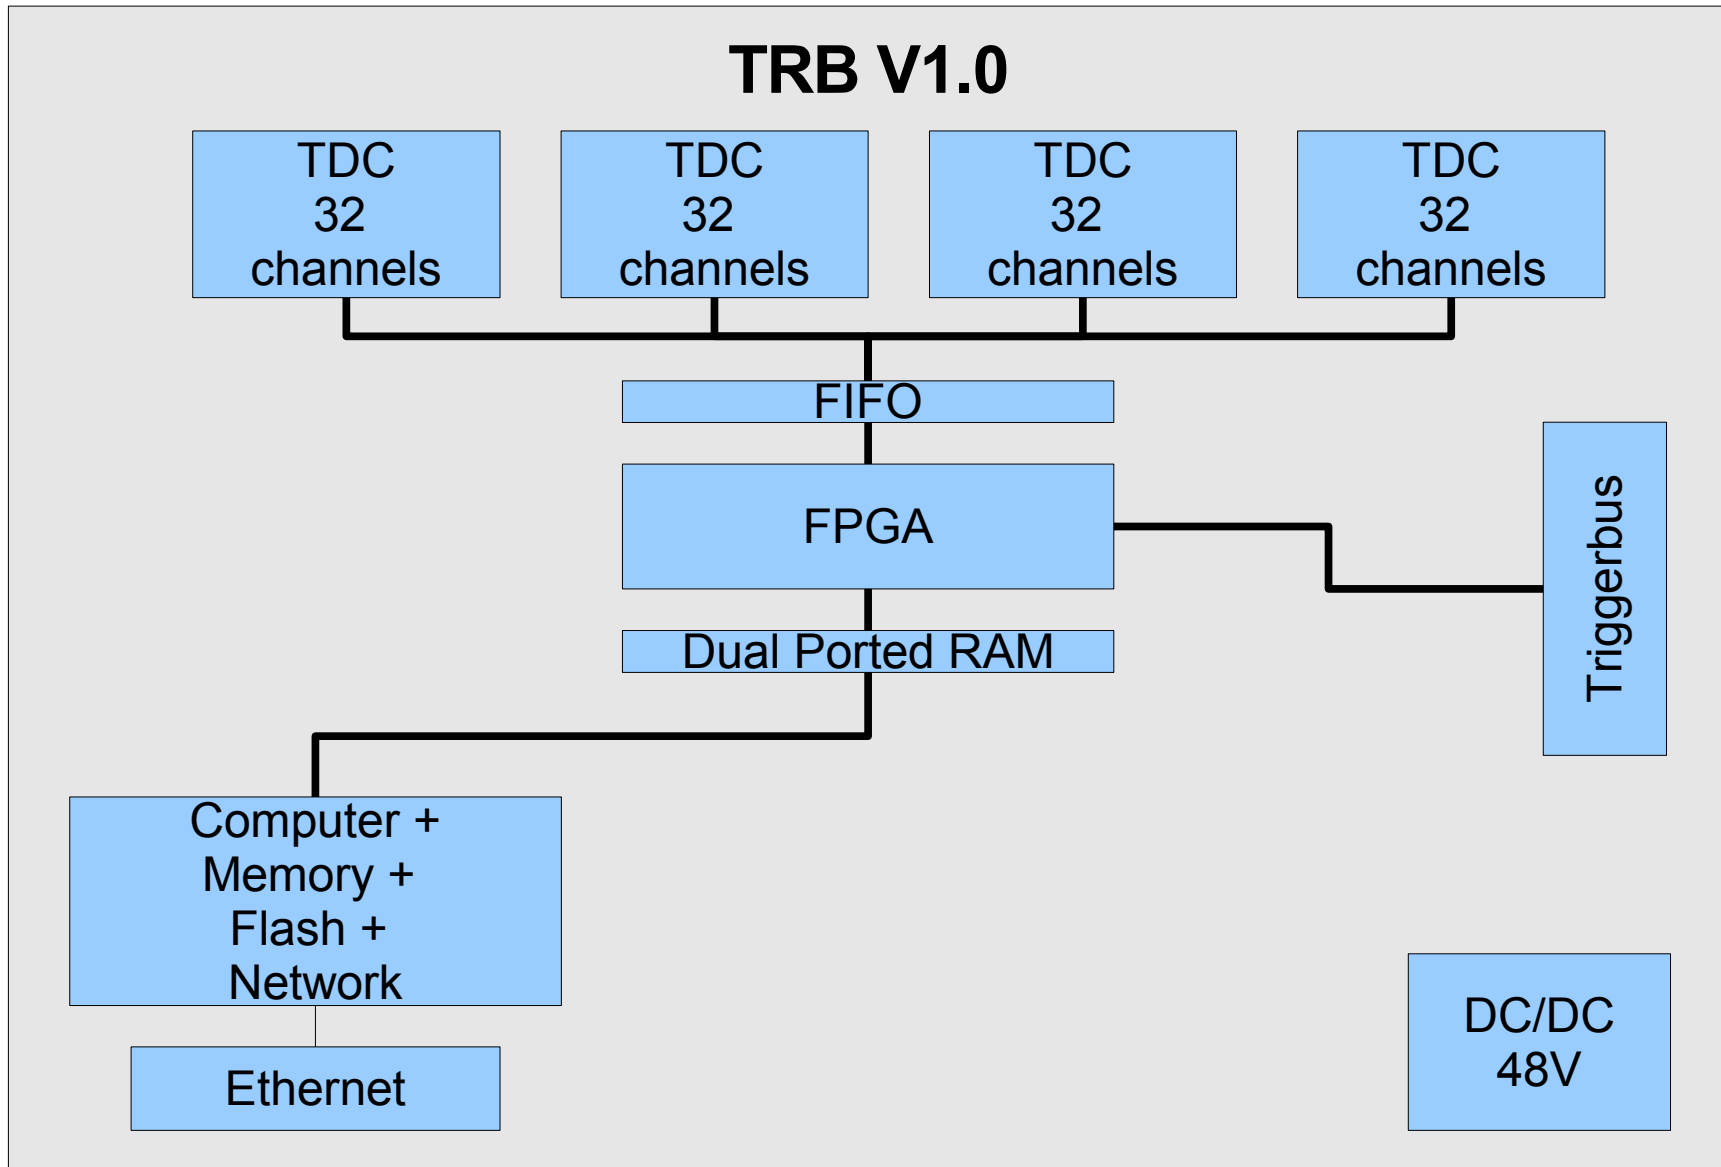 TRB V1.0
TDC
32
channels
TDC
32
channels
TDC
32
channels
TDC
32
channels
FIFO
FPGA
Triggerbus
Dual Ported RAM
Computer +
Memory +
Flash +
Network
Ethernet
DC/DC
48V